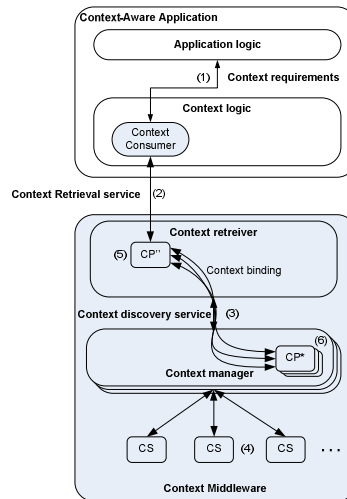 Context-Aware Application
Application logic
(1) Context requirements
Context logic
Context
Consumer
Context Retrieval service (2)
Context retreiver
(5) CP''
Context binding
Context discovery service (3)
(6)
CP*
Context manager
CS CS (4) CS ...
Context Middleware